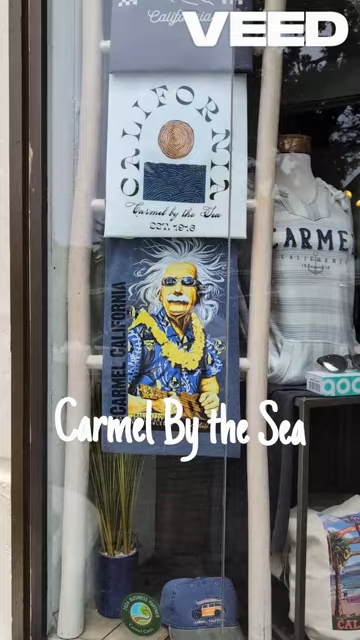 California
VEED
CALIFORNIA
Carmel by the Sea
EST. 1916
CARMEL
CALIFORNIA
CARMEL CALIFORNIA
Carmel By the Sea